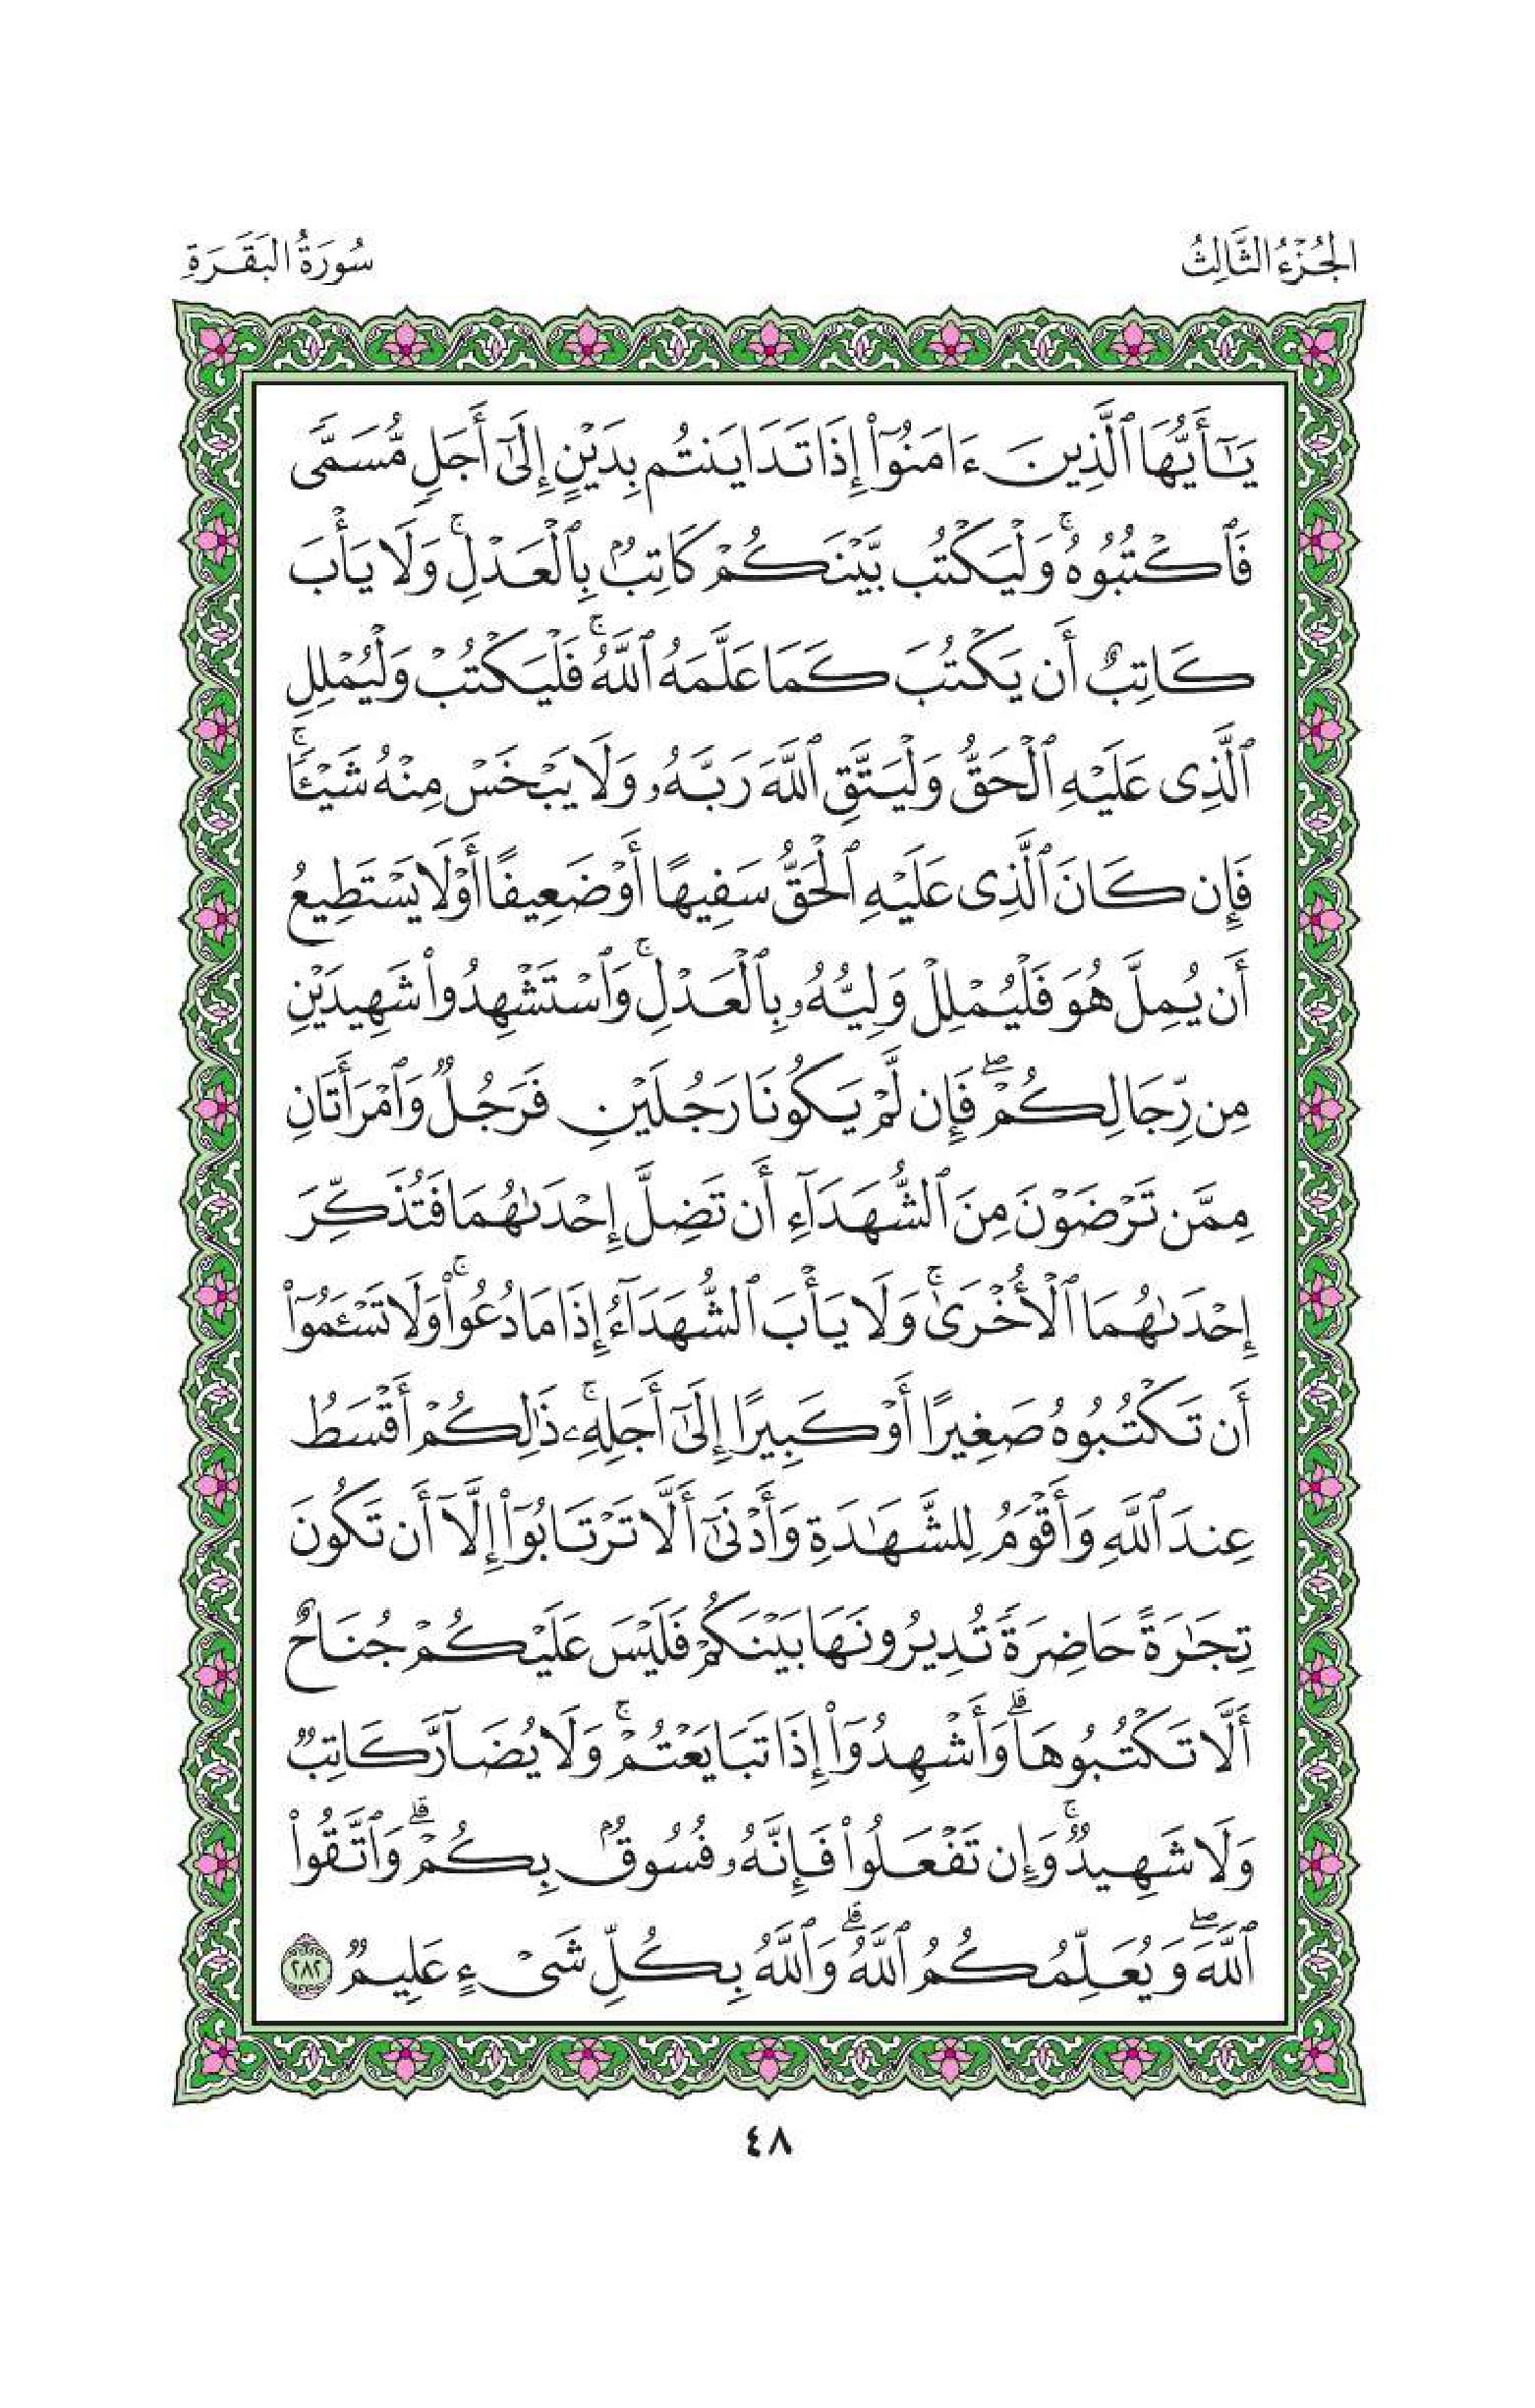 الجُزْءُ الثَّالِثُ
سُورَةُ البَقَرَةِ
يَٰٓأَيُّهَا ٱلَّذِينَ ءَامَنُوٓا۟ إِذَا تَدَايَنتُم بِدَيْنٍ إِلَىٰٓ أَجَلٍ مُّسَمًّى
فَٱكْتُبُوهُ ۚ وَلْيَكْتُب بَّيْنَكُمْ كَاتِبٌۢ بِٱلْعَدْلِ ۚ وَلَا يَأْبَ
كَاتِبٌ أَن يَكْتُبَ كَمَا عَلَّمَهُ ٱللَّهُ ۚ فَلْيَكْتُبْ وَلْيُمْلِلِ
ٱلَّذِى عَلَيْهِ ٱلْحَقُّ وَلْيَتَّقِ ٱللَّهَ رَبَّهُۥ وَلَا يَبْخَسْ مِنْهُ شَيْـًٔا ۚ
فَإِن كَانَ ٱلَّذِى عَلَيْهِ ٱلْحَقُّ سَفِيهًا أَوْ ضَعِيفًا أَوْ لَا يَسْتَطِيعُ
أَن يُمِلَّ هُوَ فَلْيُمْلِلْ وَلِيُّهُۥ بِٱلْعَدْلِ ۚ وَٱسْتَشْهِدُوا۟ شَهِيدَيْنِ
مِن رِّجَالِكُمْ ۖ فَإِن لَّمْ يَكُونَا رَجُلَيْنِ فَرَجُلٌ وَٱمْرَأَتَانِ
مِمَّن تَرْضَوْنَ مِنَ ٱلشُّهَدَآءِ أَن تَضِلَّ إِحْدَىٰهُمَا فَتُذَكِّرَ
إِحْدَىٰهُمَا ٱلْأُخْرَىٰ ۚ وَلَا يَأْبَ ٱلشُّهَدَآءُ إِذَا مَا دُعُوا۟ ۚ وَلَا تَسْـَٔمُوٓا۟
أَن تَكْتُبُوهُ صَغِيرًا أَوْ كَبِيرًا إِلَىٰٓ أَجَلِهِۦ ۚ ذَٰلِكُمْ أَقْسَطُ
عِندَ ٱللَّهِ وَأَقْوَمُ لِلشَّهَٰدَةِ وَأَدْنَىٰٓ أَلَّا تَرْتَابُوٓا۟ إِلَّآ أَن تَكُونَ
تِجَٰرَةً حَاضِرَةً تُدِيرُونَهَا بَيْنَكُمْ فَلَيْسَ عَلَيْكُمْ جُنَاحٌ
أَلَّا تَكْتُبُوهَا ۗ وَأَشْهِدُوٓا۟ إِذَا تَبَايَعْتُمْ ۚ وَلَا يُضَآرَّ كَاتِبٌ
وَلَا شَهِيدٌ ۚ وَإِن تَفْعَلُوا۟ فَإِنَّهُۥ فُسُوقٌۢ بِكُمْ ۗ وَٱتَّقُوا۟
ٱللَّهَ ۖ وَيُعَلِّمُكُمُ ٱللَّهُ ۗ وَٱللَّهُ بِكُلِّ شَىْءٍ عَلِيمٌ ٢٨٢
٤٨